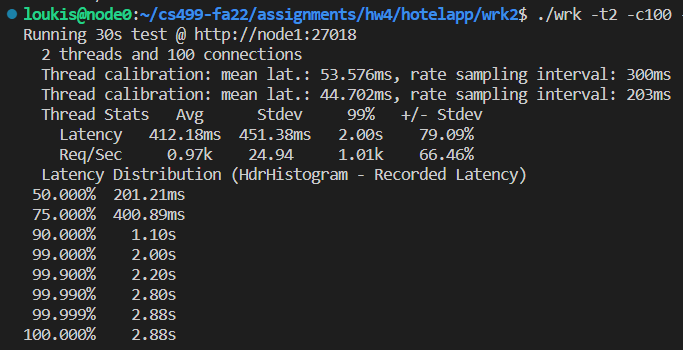 loukis@node0:~/cs499-fa22/assignments/hw4/hotelapp/wrk2$ ./wrk -t2 -c100 -
Running 30s test @ http://node1:27018
2 threads and 100 connections
Thread calibration: mean lat.: 53.576ms, rate sampling interval: 300ms
Thread calibration: mean lat.: 44.702ms, rate sampling interval: 203ms
Thread Stats Avg Stdev 99% +/- Stdev
Latency 412.18ms 451.38ms 2.00s 79.09%
Req/Sec 0.97k 24.94 1.01k 66.46%
Latency Distribution (HdrHistogram - Recorded Latency)
50.000% 201.21ms
75.000% 400.89ms
90.000% 1.10s
99.000% 2.00s
99.900% 2.20s
99.990% 2.80s
99.999% 2.88s
100.000% 2.88s